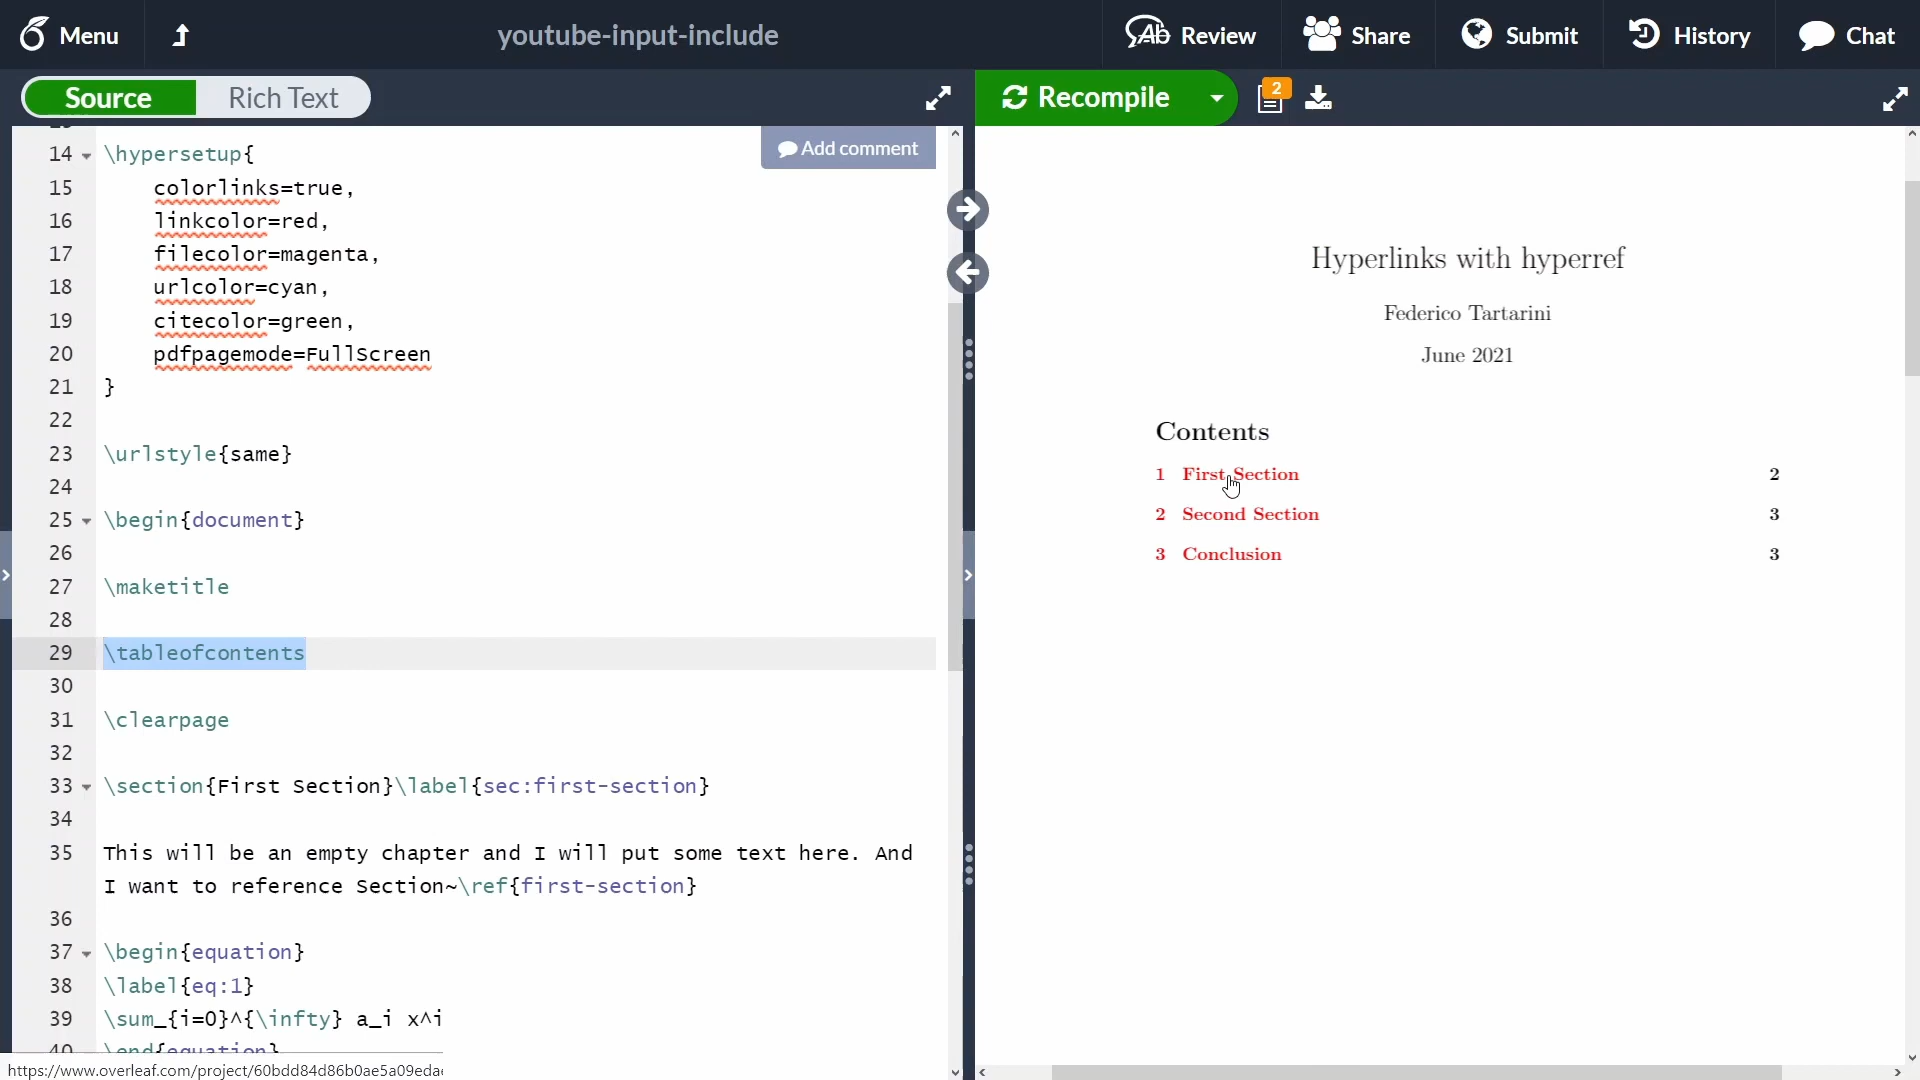 Menu
youtube-input-include
Review
Share
Submit
History
Chat
Source
Rich Text
Recompile
2
Add comment
14 \hypersetup{
15 colorlinks=true,
16 linkcolor=red,
17 filecolor=magenta,
18 urlcolor=cyan,
19 citecolor=green,
20 pdfpagemode=FullScreen
21 }
22
23 \urlstyle{same}
24
25 \begin{document}
26
27 \maketitle
28
29 \tableofcontents
30
31 \clearpage
32
33 \section{First Section}\label{sec:first-section}
34
35 This will be an empty chapter and I will put some text here. And
I want to reference Section~\ref{first-section}
36
37 \begin{equation}
38 \label{eq:1}
39 \sum_{i=0}^{\infty} a_i x^i
40 \end{equation}
https://www.overleaf.com/project/60bdd84d86b0ae5a09edae
Hyperlinks with hyperref
Federico Tartarini
June 2021
Contents
1 First Section 2
2 Second Section 3
3 Conclusion 3